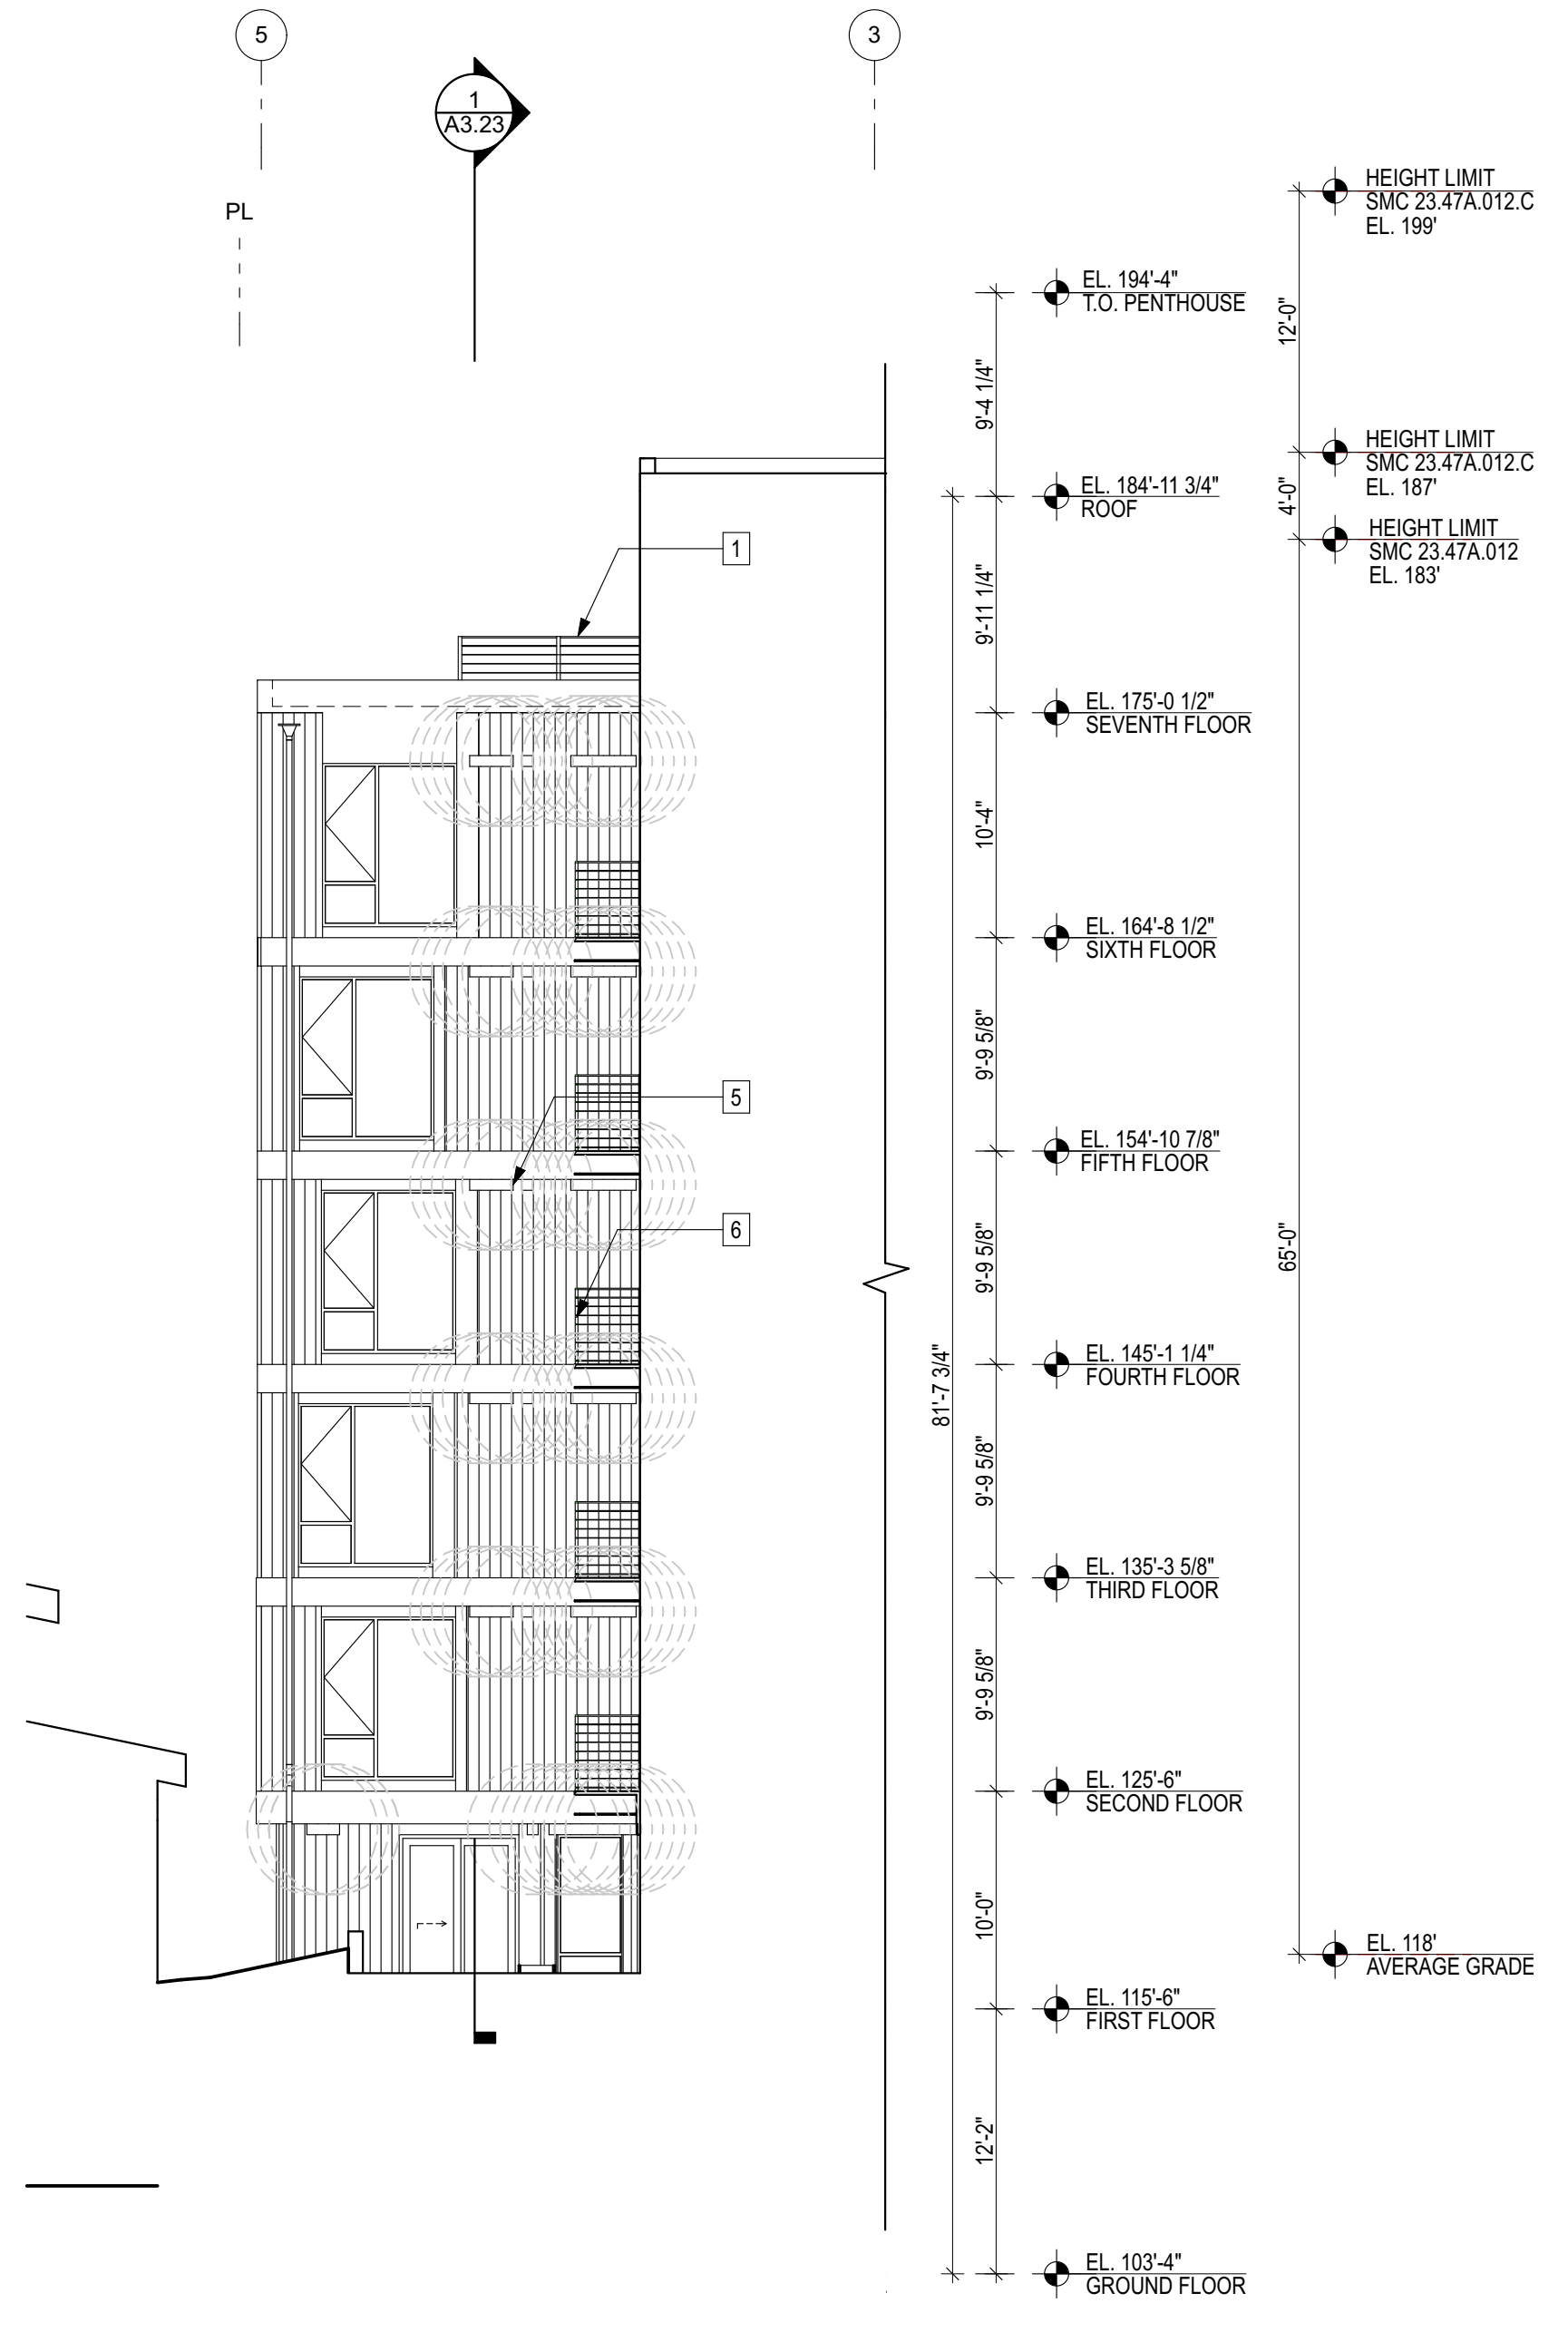 5
3
1
A3.23
PL
HEIGHT LIMIT
SMC 23.47A.012.C
EL. 199'
EL. 194'-4"
T.O. PENTHOUSE
12'-0"
9'-4 1/4"
HEIGHT LIMIT
SMC 23.47A.012.C
EL. 187'
EL. 184'-11 3/4"
ROOF
4'-0"
HEIGHT LIMIT
SMC 23.47A.012
EL. 183'
1
9'-11 1/4"
EL. 175'-0 1/2"
SEVENTH FLOOR
10'-4"
EL. 164'-8 1/2"
SIXTH FLOOR
9'-9 5/8"
5
EL. 154'-10 7/8"
FIFTH FLOOR
6
9'-9 5/8"
65'-0"
EL. 145'-1 1/4"
FOURTH FLOOR
81'-7 3/4"
9'-9 5/8"
EL. 135'-3 5/8"
THIRD FLOOR
9'-9 5/8"
EL. 125'-6"
SECOND FLOOR
10'-0"
EL. 118'
AVERAGE GRADE
EL. 115'-6"
FIRST FLOOR
12'-2"
EL. 103'-4"
GROUND FLOOR